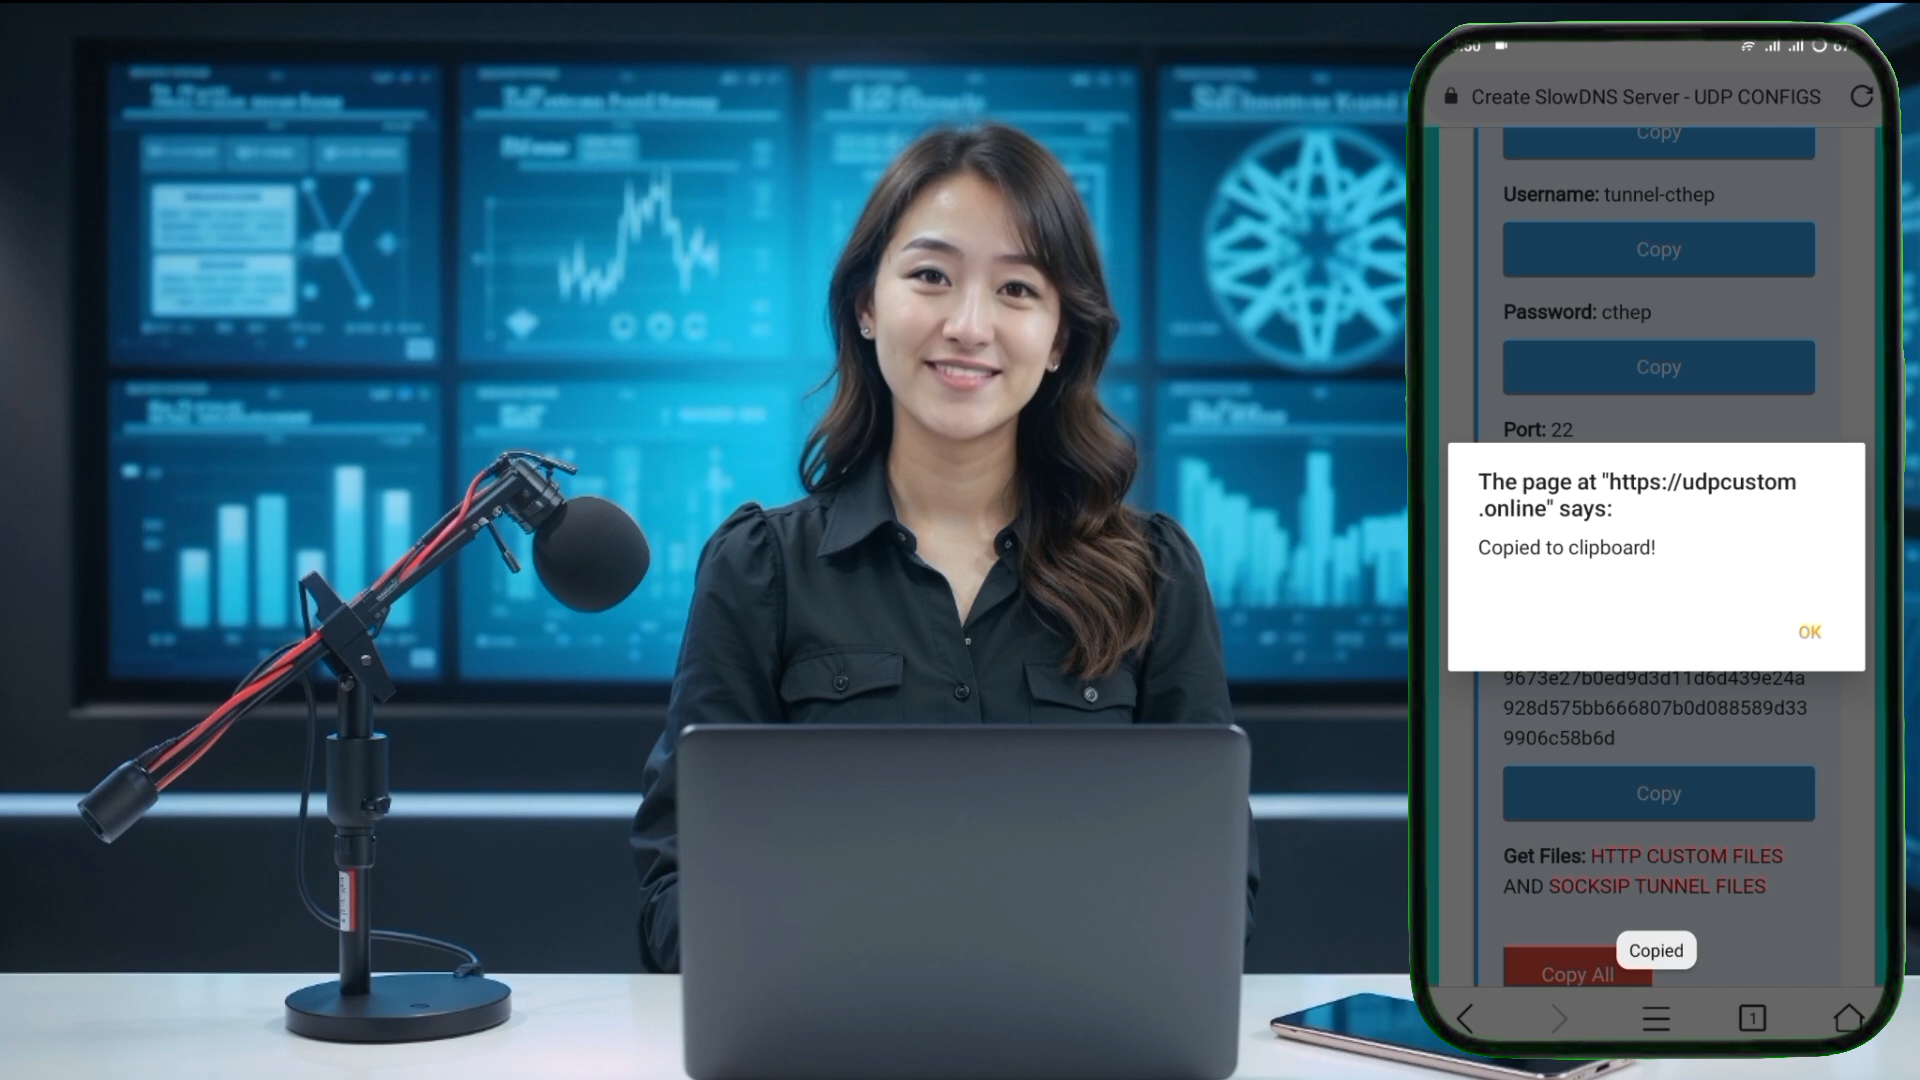 :50
Create SlowDNS Server - UDP CONFIGS
Copy
Username: tunnel-cthep
Copy
Password: cthep
Copy
Port: 22
The page at "https://udpcustom
.online" says:
Copied to clipboard!
OK
9673e27b0ed9d3d11d6d439e24a
928d575bb666807b0d088589d33
9906c58b6d
Copy
Get Files: HTTP CUSTOM FILES
AND SOCKSIP TUNNEL FILES
Copied
Copy All
1